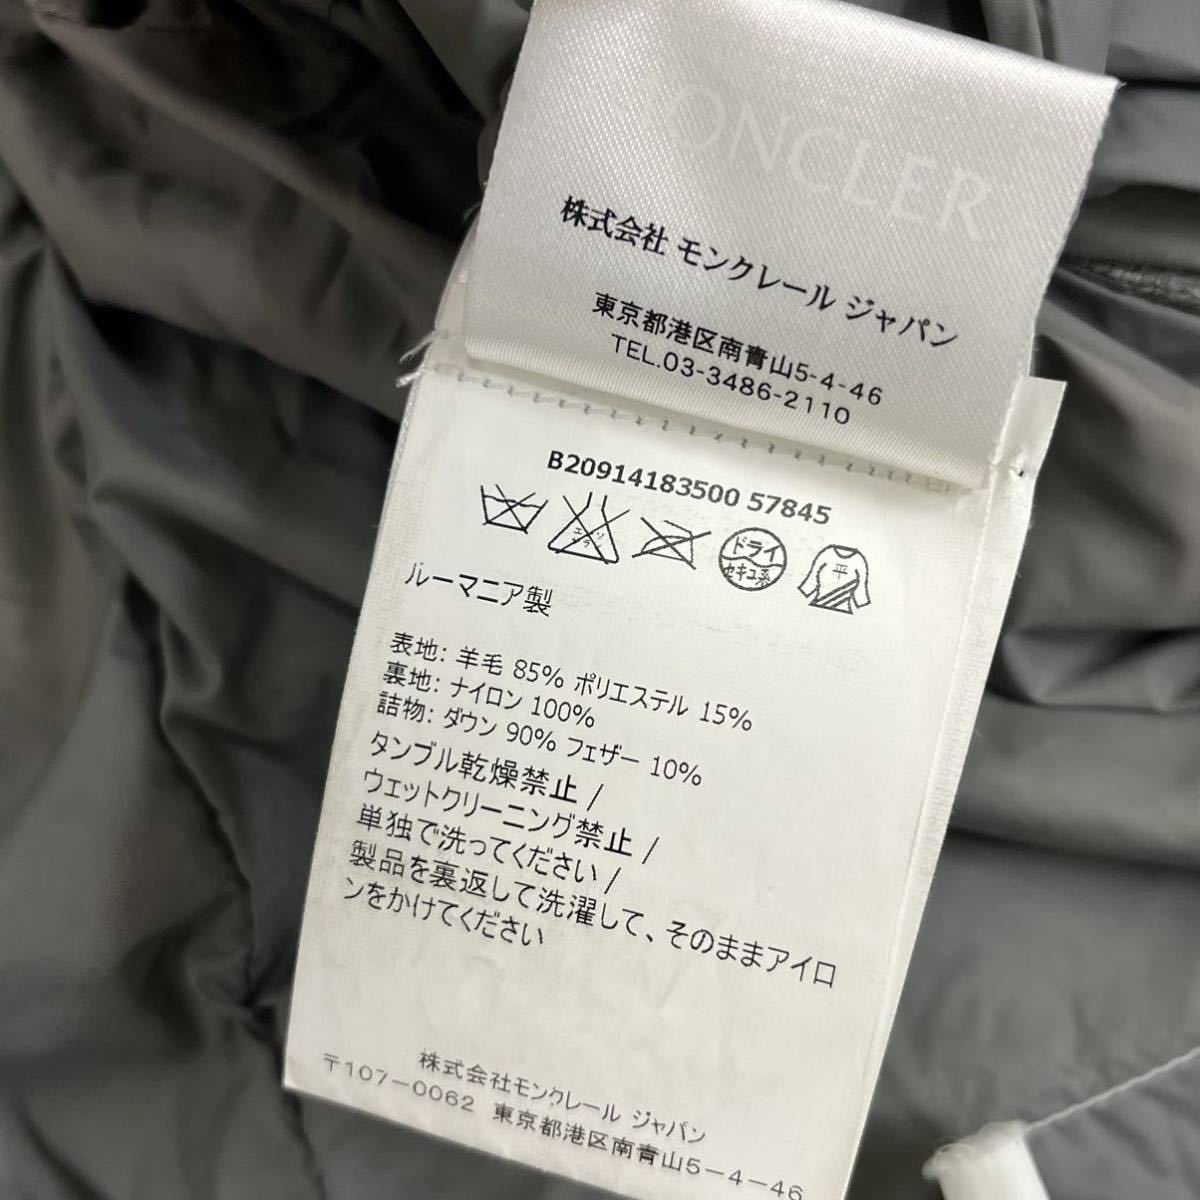 MONCLER
株式会社 モンクレール ジャパン
東京都港区南青山5-4-46
TEL.03-3486-2110
B20914183500 57845
エンソ
サラ
ドライ
セキユ系
平
ルーマニア製
表地: 羊毛 85% ポリエステル 15%
裏地: ナイロン 100%
詰物: ダウン 90% フェザー 10%
タンブル乾燥禁止 /
ウェットクリーニング禁止 /
単独で洗ってください /
製品を裏返して洗濯して、そのままアイロ
ンをかけてください
株式会社モンクレール ジャパン
〒107-0062 東京都港区南青山5-4-46